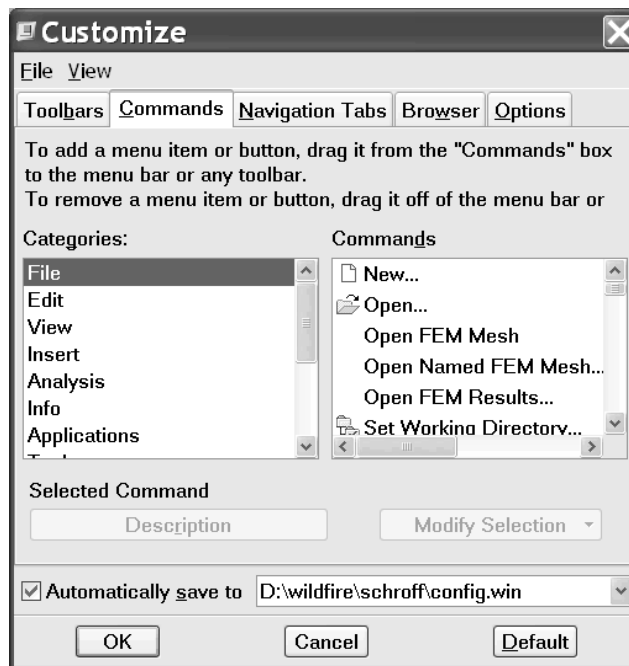 Customize
File View
Toolbars Commands Navigation Tabs Browser Options
To add a menu item or button, drag it from the "Commands" box
to the menu bar or any toolbar.
To remove a menu item or button, drag it off of the menu bar or
Categories: Commands
File
Edit
View
Insert
Analysis
Info
Applications
New...
Open...
Open FEM Mesh
Open Named FEM Mesh...
Open FEM Results...
Set Working Directory...
Selected Command
Description Modify Selection
Automatically save to D:\wildfire\schroff\config.win
OK Cancel Default